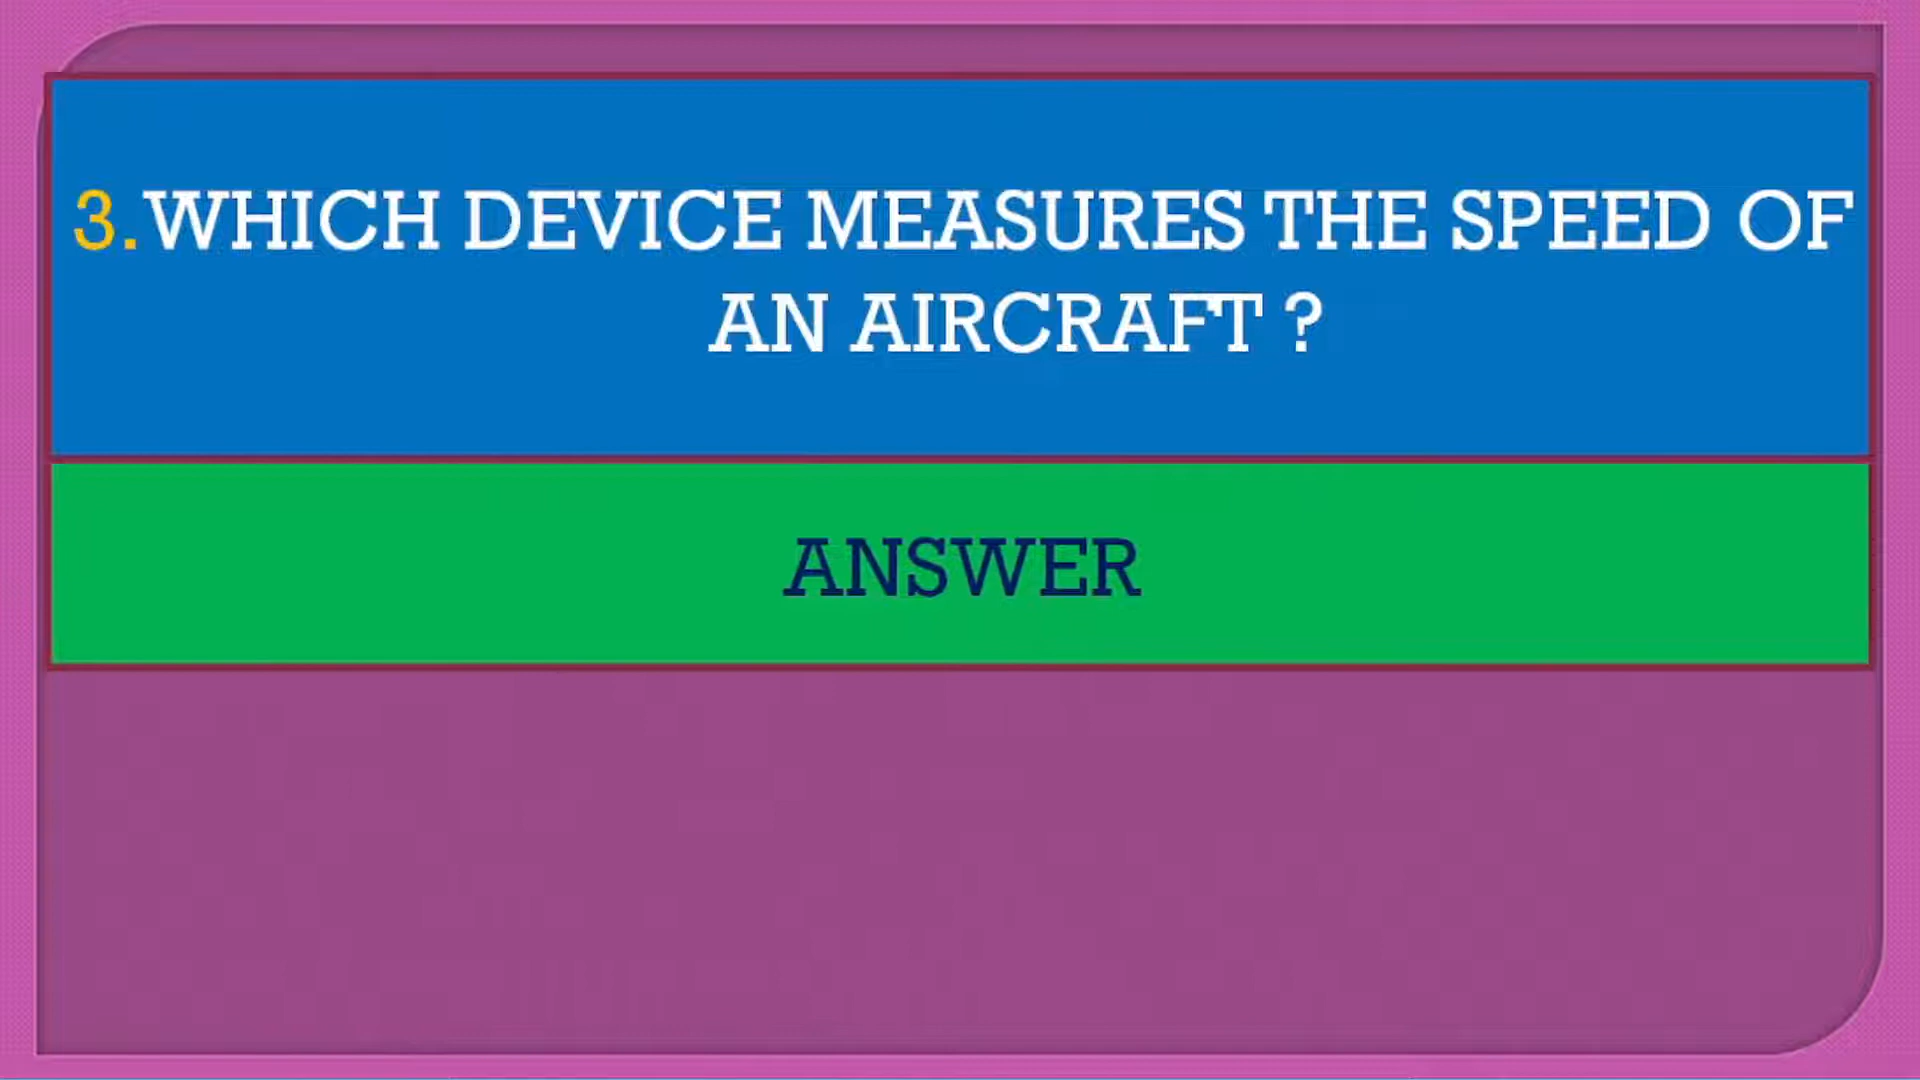 3.WHICH DEVICE MEASURES THE SPEED OF
AN AIRCRAFT ?
ANSWER